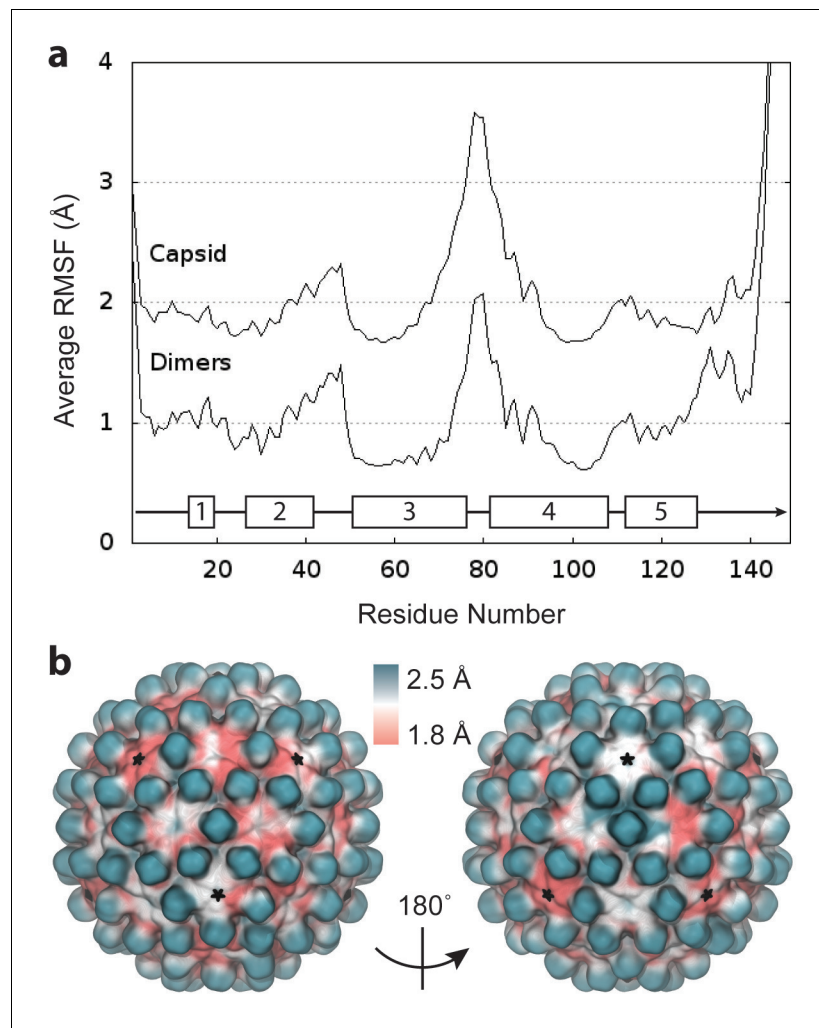 a
4
3
2
1
0
Average RMSF (Å)
Capsid
Dimers
1 2 3 4 5
20 40 60 80 100 120 140
Residue Number
b
2.5 Å
1.8 Å
180°